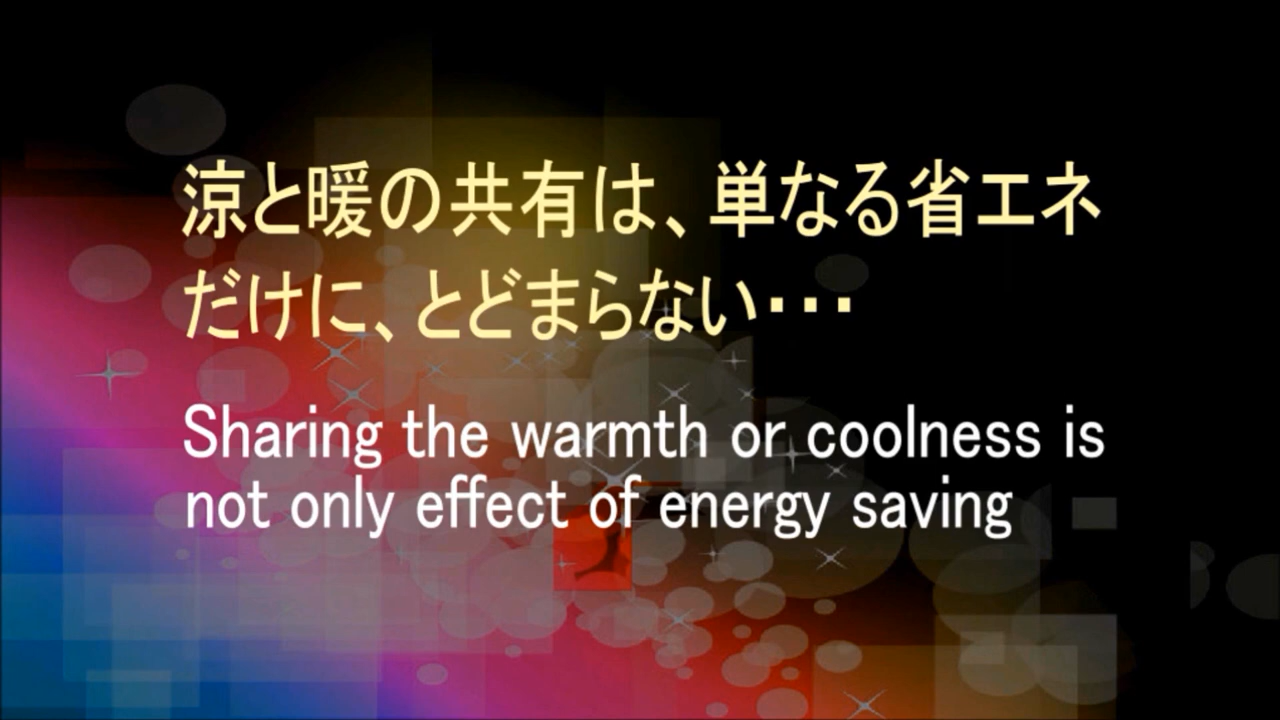 涼と暖の共有は、単なる省エネ
だけに、とどまらない・・・
Sharing the warmth or coolness is
not only effect of energy saving